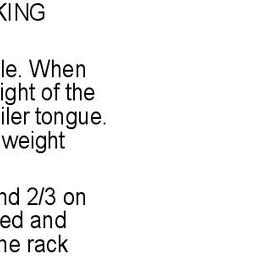 KING
le. When
ight of the
iler tongue.
weight
nd 2/3 on
ed and
he rack